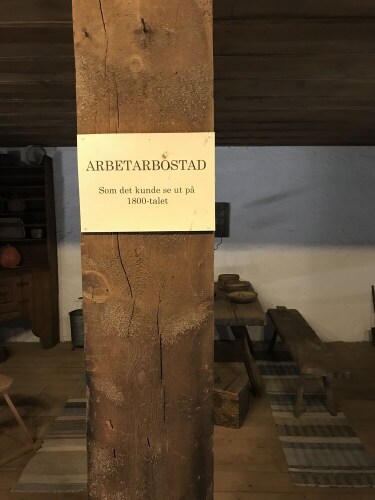 ARBETARBOSTAD
Som det kunde se ut på
1800-talet